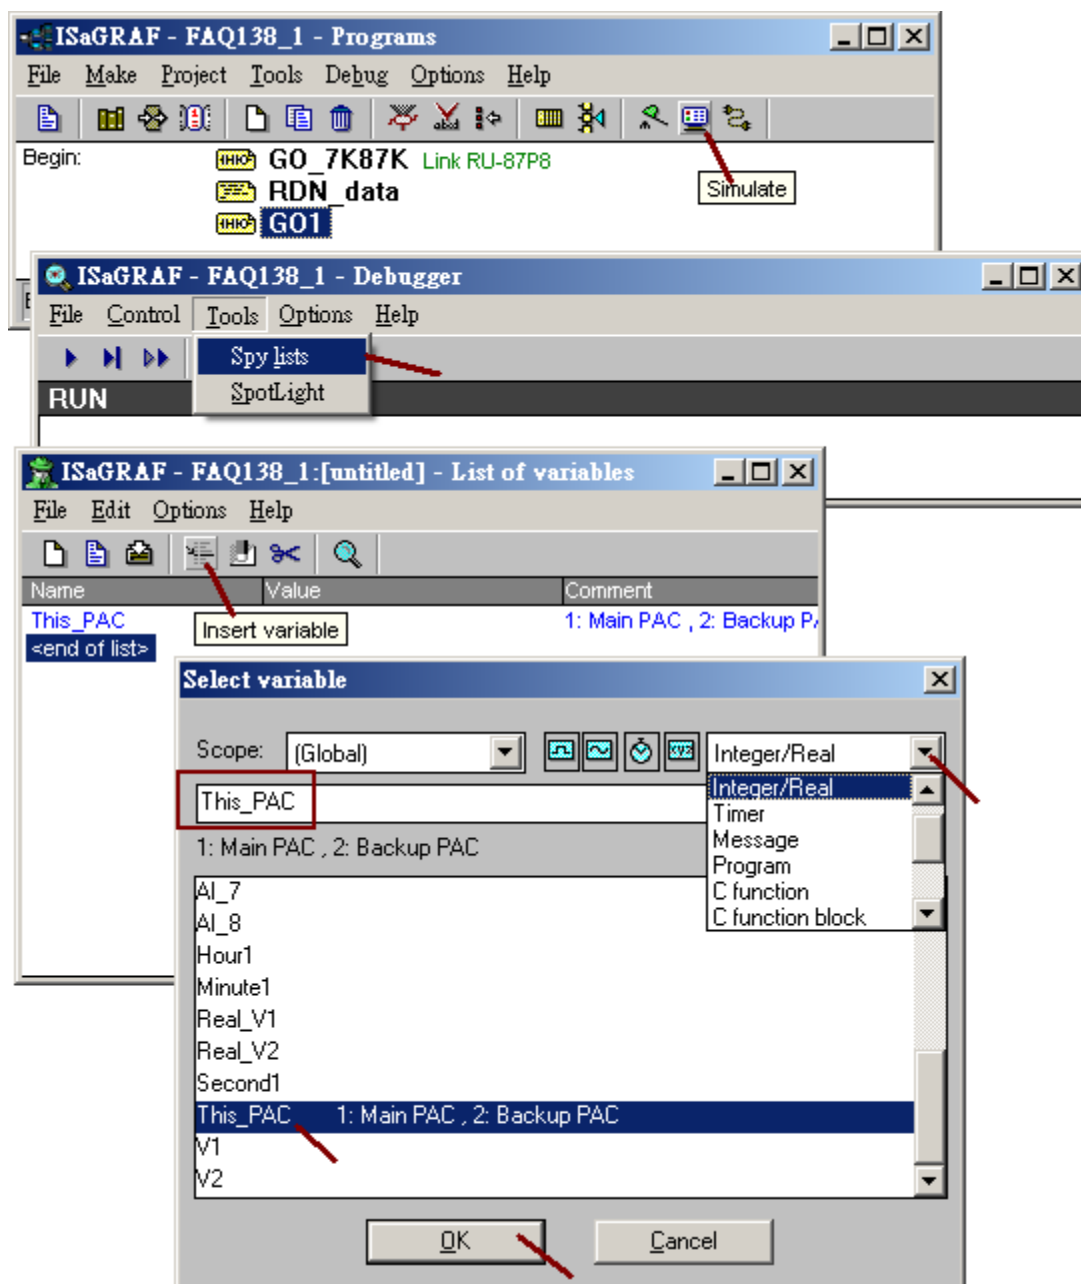 ISaGRAF - FAQ138_1 - Programs
File Make Project Tools Debug Options Help
Begin: GO_7K87K Link RU-87P8
RDN_data
GO1
Simulate
ISaGRAF - FAQ138_1 - Debugger
File Control Tools Options Help
Spy lists
SpotLight
RUN
ISaGRAF - FAQ138_1:[untitled] - List of variables
File Edit Options Help
Name Value Comment
This_PAC 1: Main PAC , 2: Backup
<end of list>
Insert variable
Select variable
Scope: (Global) Integer/Real
This_PAC
1: Main PAC , 2: Backup PAC
Integer/Real
Timer
Message
Program
C function
C function block
AI_7
AI_8
Hour1
Minute1
Real_V1
Real_V2
Second1
This_PAC 1: Main PAC , 2: Backup PAC
V1
V2
OK Cancel